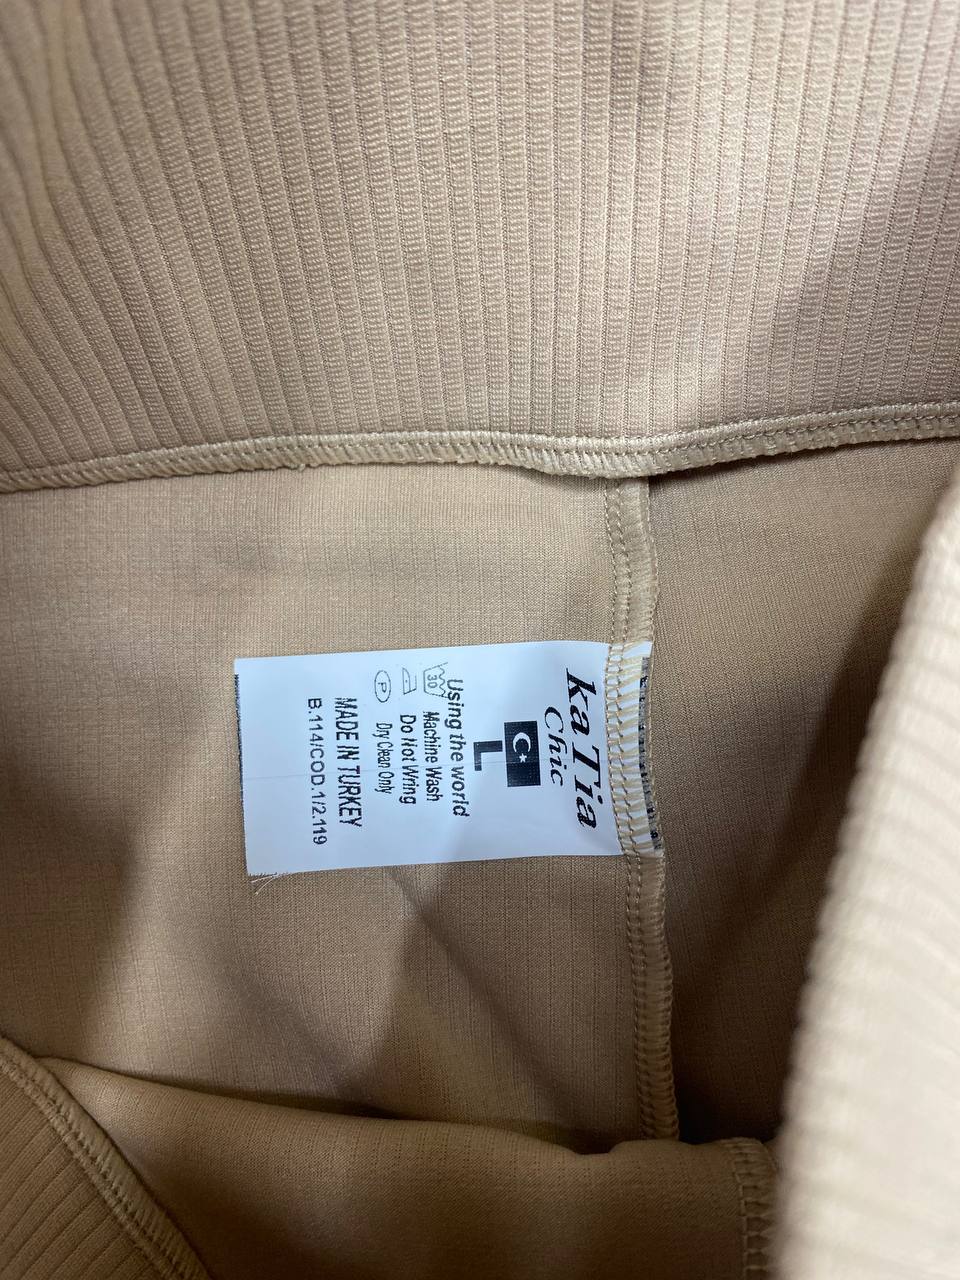 kaTia
Chic
L
Using the world
30 Machine Wash
Do Not Wring
P Dry Clean Only
MADE IN TURKEY
B.114/COD.1/2.119